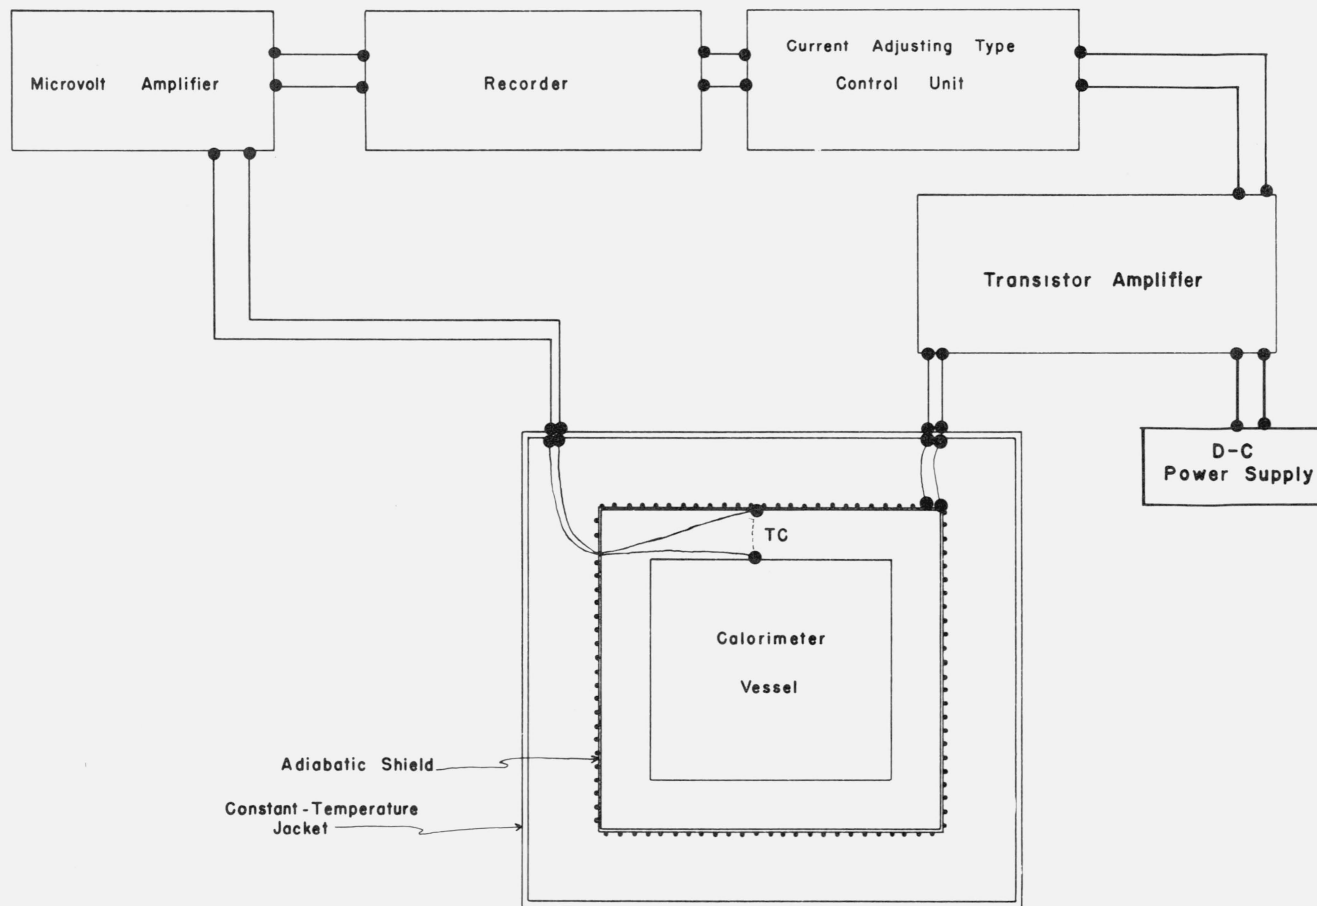 Microvolt Amplifier
Recorder
Current Adjusting Type
Control Unit
Transistor Amplifier
D-C
Power Supply
TC
Calorimeter
Vessel
Adiabatic Shield
Constant-Temperature
Jacket